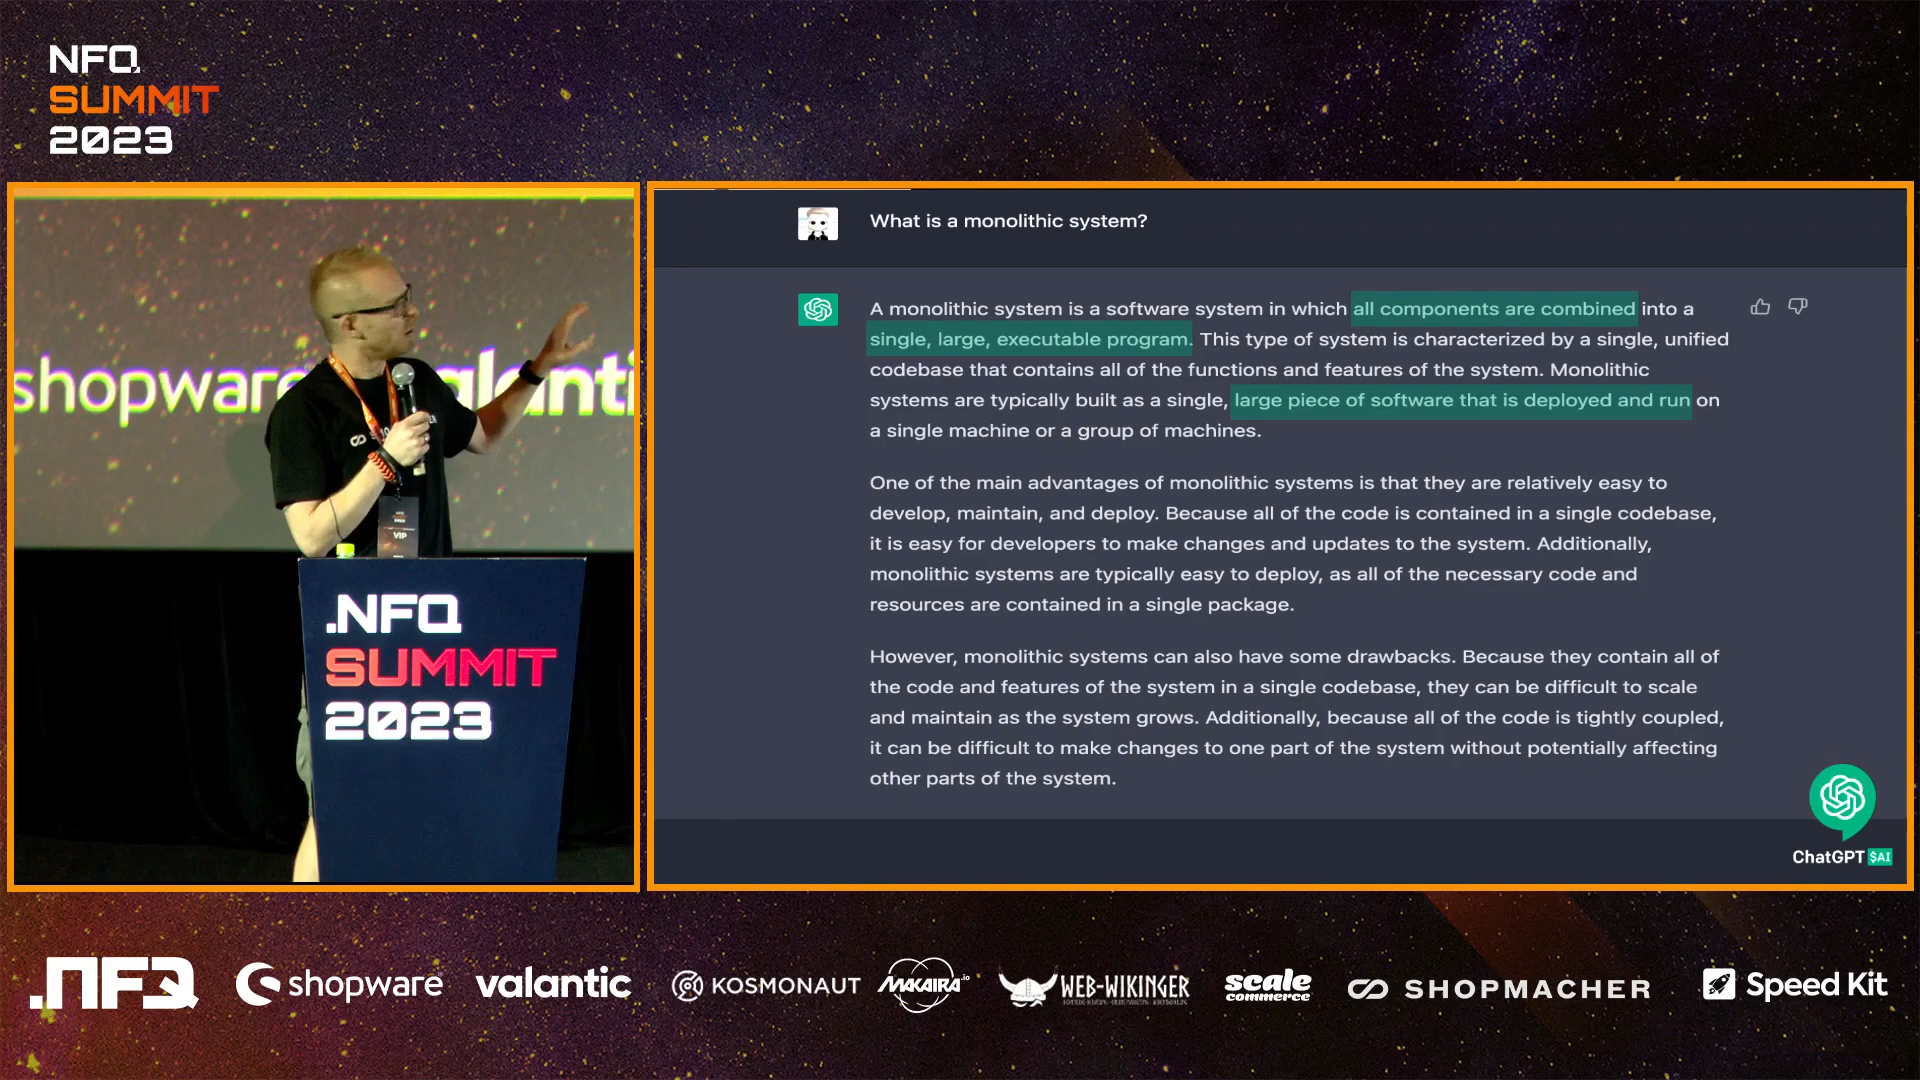 NFQ
SUMMIT
2023
shopware
valanti
VIP
.NFQ
SUMMIT
2023
What is a monolithic system?
A monolithic system is a software system in which all components are combined into a
single, large, executable program. This type of system is characterized by a single, unified
codebase that contains all of the functions and features of the system. Monolithic
systems are typically built as a single, large piece of software that is deployed and run on
a single machine or a group of machines.
One of the main advantages of monolithic systems is that they are relatively easy to
develop, maintain, and deploy. Because all of the code is contained in a single codebase,
it is easy for developers to make changes and updates to the system. Additionally,
monolithic systems are typically easy to deploy, as all of the necessary code and
resources are contained in a single package.
However, monolithic systems can also have some drawbacks. Because they contain all of
the code and features of the system in a single codebase, they can be difficult to scale
and maintain as the system grows. Additionally, because all of the code is tightly coupled,
it can be difficult to make changes to one part of the system without potentially affecting
other parts of the system.
ChatGPT $AI
.NFQ shopware valantic KOSMONAUT MAKAIRA.io WEB-WIKINGER scale commerce SHOPMACHER Speed Kit